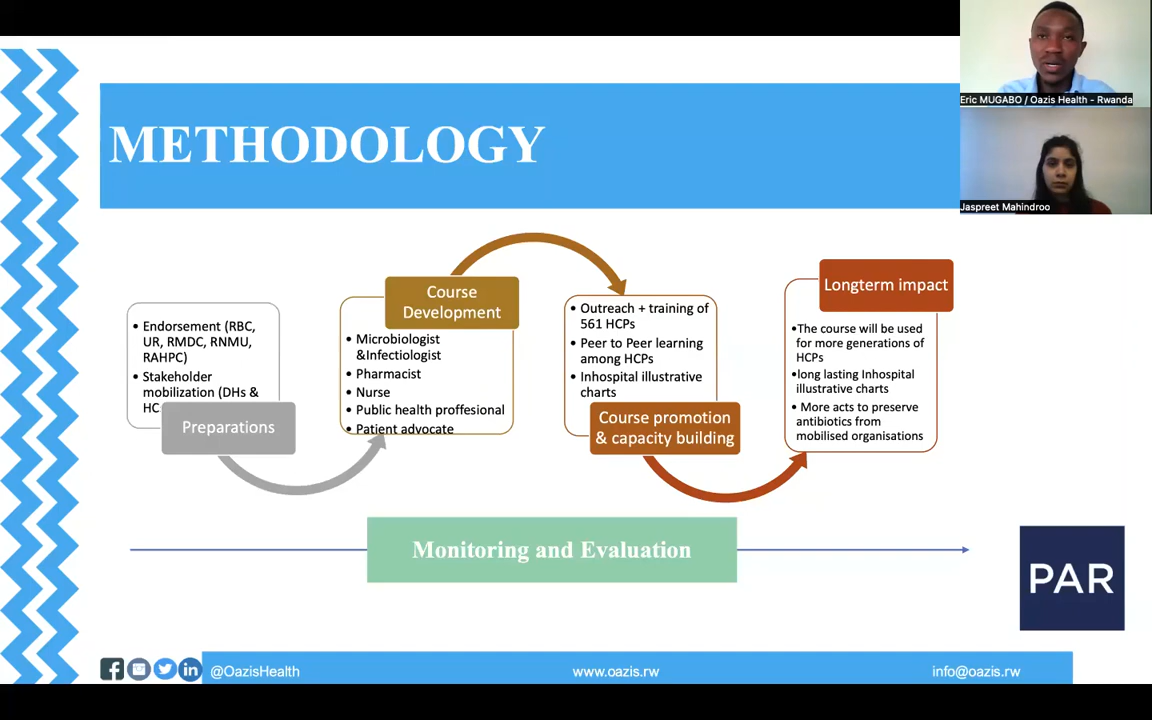 Eric MUGABO / Oazis Health - Rwanda
Jaspreet Mahindroo
METHODOLOGY
• Endorsement (RBC,
UR, RMDC, RNMU,
RAHPC)
• Stakeholder
mobilization (DHs &
HC
Preparations
Course
Development
• Microbiologist
&Infectiologist
• Pharmacist
• Nurse
• Public health proffesional
• Patient advocate
• Outreach + training of
561 HCPs
• Peer to Peer learning
among HCPs
• Inhospital illustrative
charts
Course promotion
& capacity building
Longterm impact
•The course will be used
for more generations of
HCPs
•long lasting Inhospital
illustrative charts
• More acts to preserve
antibiotics from
mobilised organisations
Monitoring and Evaluation
PAR
@OazisHealth
www.oazis.rw
info@oazis.rw